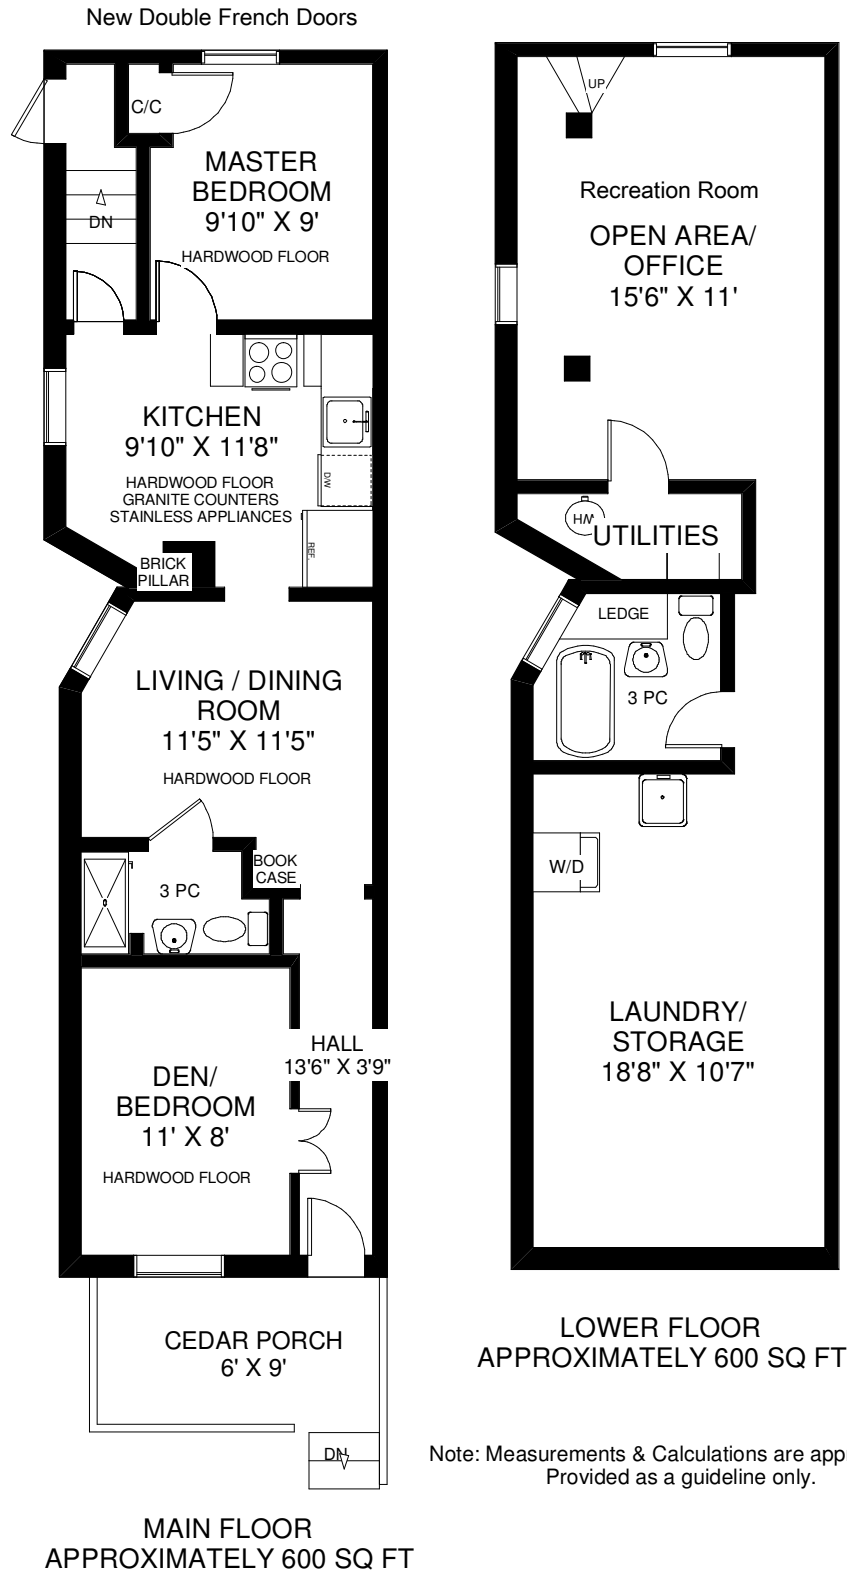 New Double French Doors
C/C
MASTER
BEDROOM
9'10" X 9'
HARDWOOD FLOOR
DN
KITCHEN
9'10" X 11'8"
HARDWOOD FLOOR
GRANITE COUNTERS
STAINLESS APPLIANCES
D/W
REF.
BRICK
PILLAR
LIVING / DINING
ROOM
11'5" X 11'5"
HARDWOOD FLOOR
BOOK
CASE
3 PC
HALL
13'6" X 3'9"
DEN/
BEDROOM
11' X 8'
HARDWOOD FLOOR
CEDAR PORCH
6' X 9'
DN
MAIN FLOOR
APPROXIMATELY 600 SQ FT
UP
Recreation Room
OPEN AREA/
OFFICE
15'6" X 11'
H/W
UTILITIES
LEDGE
3 PC
W/D
LAUNDRY/
STORAGE
18'8" X 10'7"
LOWER FLOOR
APPROXIMATELY 600 SQ FT
Note: Measurements & Calculations are app
Provided as a guideline only.